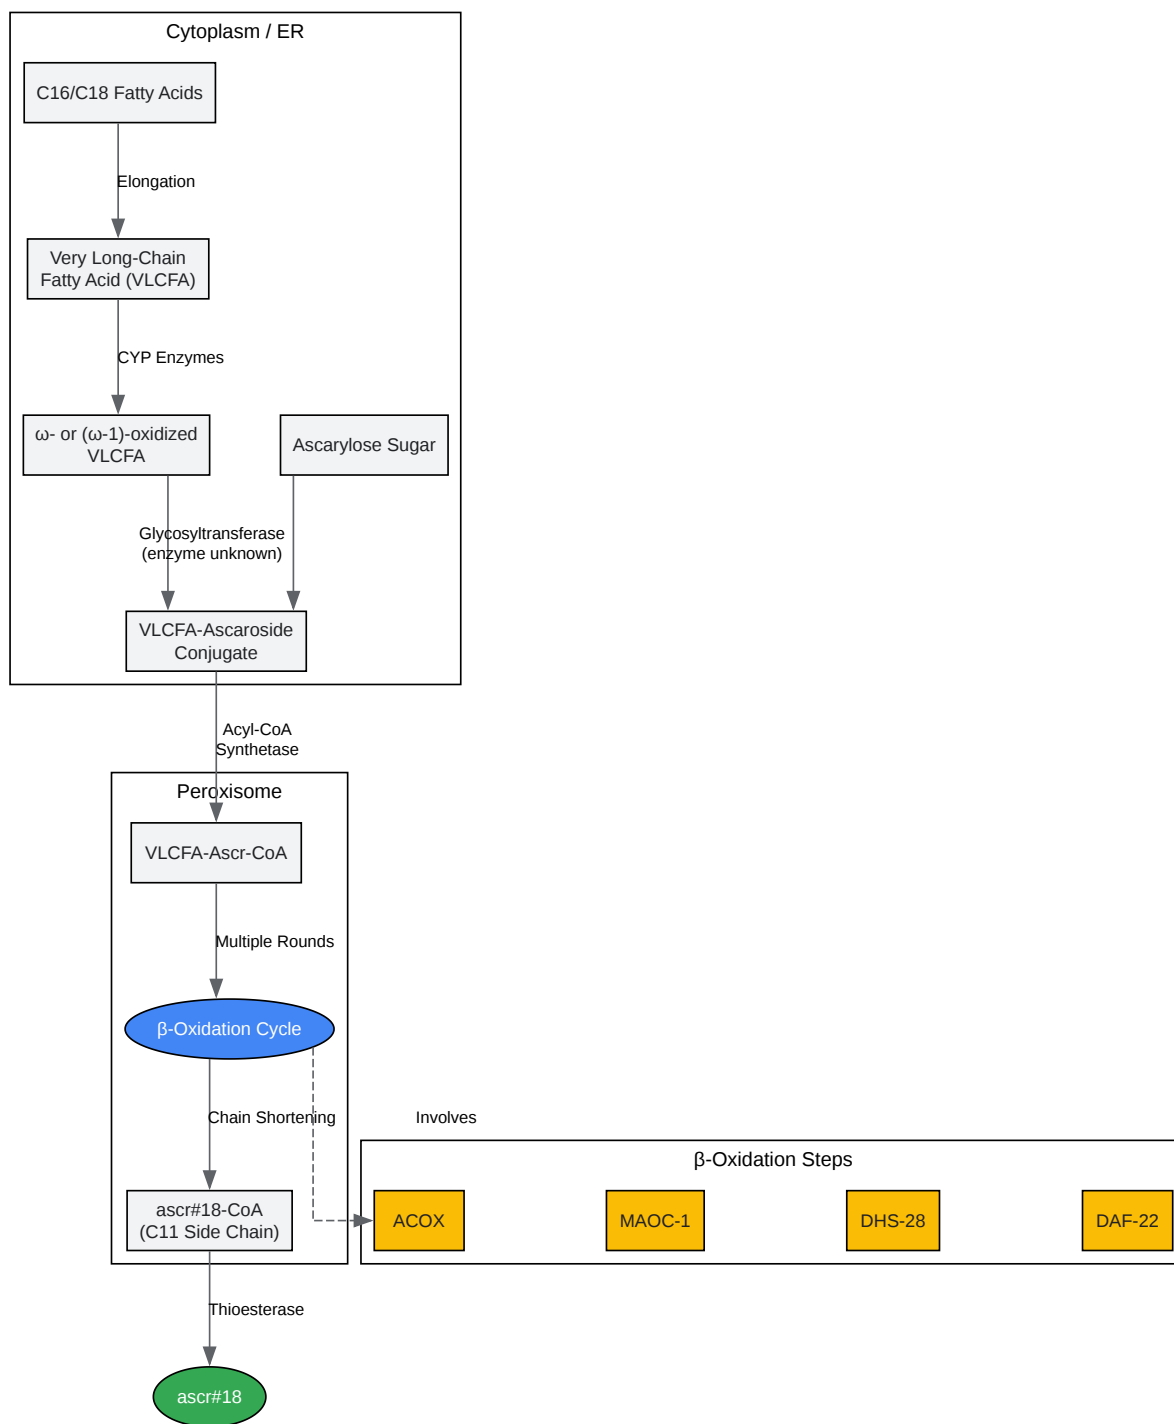 Cytoplasm / ER
C16/C18 Fatty Acids
Elongation
Very Long-Chain
Fatty Acid (VLCFA)
CYP Enzymes
ω- or (ω-1)-oxidized
VLCFA
Ascarylose Sugar
Glycosyltransferase
(enzyme unknown)
VLCFA-Ascaroside
Conjugate
Acyl-CoA
Synthetase
Peroxisome
VLCFA-Ascr-CoA
Multiple Rounds
β-Oxidation Cycle
Chain Shortening
Involves
β-Oxidation Steps
ascr#18-CoA
(C11 Side Chain)
ACOX
MAOC-1
DHS-28
DAF-22
Thioesterase
ascr#18